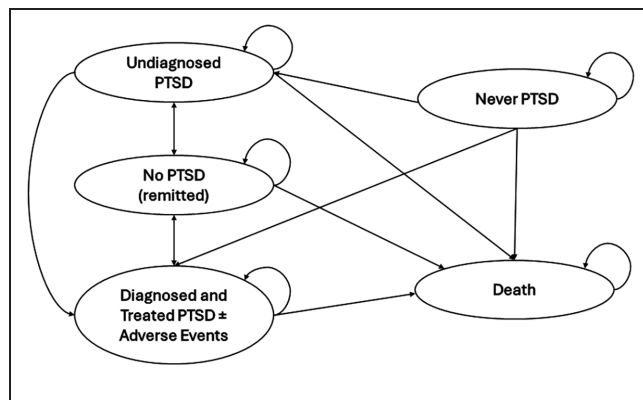 Undiagnosed
PTSD
Never PTSD
No PTSD
(remitted)
Diagnosed and
Treated PTSD ±
Adverse Events
Death